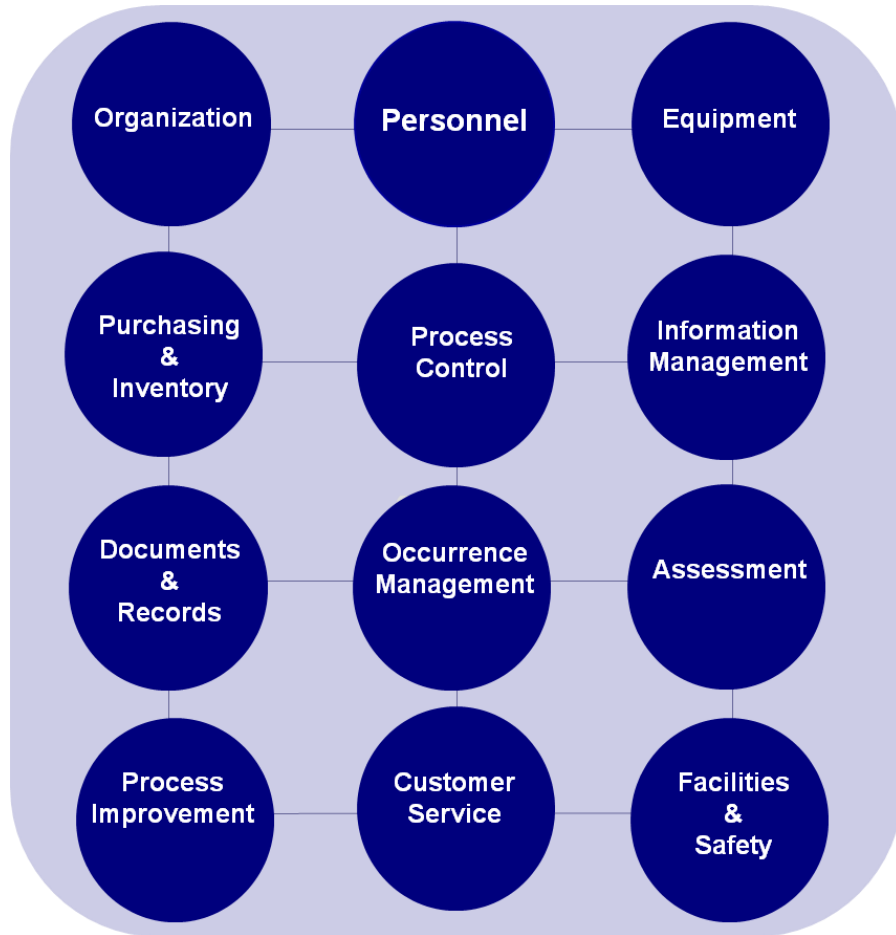 Organization
Personnel
Equipment
Purchasing
&
Inventory
Process
Control
Information
Management
Documents
&
Records
Occurrence
Management
Assessment
Process
Improvement
Customer
Service
Facilities
&
Safety